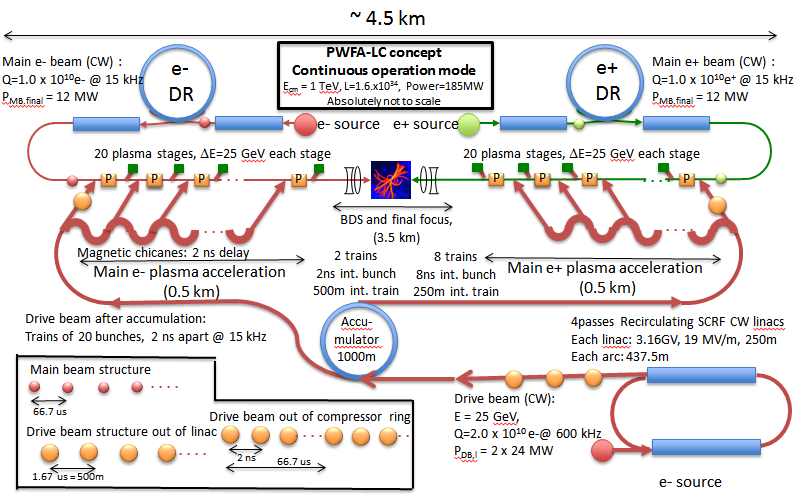 ~ 4.5 km
PWFA-LC concept
Continuous operation mode
Ecm = 1 TeV, L=1.6.x10³⁴, Power=185MW
Absolutely not to scale
Main e- beam (CW) :
Q=1.0 x 10¹⁰e- @ 15 kHz
PMB,final = 12 MW
e-
DR
e- source
e+ source
e+
DR
Main e+ beam (CW) :
Q=1.0 x 10¹⁰e⁺ @ 15 kHz
PMB,final = 12 MW
20 plasma stages, ΔE=25 GeV each stage
20 plasma stages, ΔE=25 GeV each stage
P
P
P
P
P
P
P
P
BDS and final focus,
(3.5 km)
Magnetic chicanes: 2 ns delay
Main e- plasma acceleration
(0.5 km)
2 trains
2ns int. bunch
500m int. train
8 trains
8ns int. bunch
250m int. train
Main e+ plasma acceleration
(0.5 km)
Drive beam after accumulation:
Trains of 20 bunches, 2 ns apart @ 15 kHz
Accu-
mulator
1000m
4passes Recirculating SCRF CW linacs
Each linac: 3.16GV, 19 MV/m, 250m
Each arc: 437.5m
Main beam structure
66.7 us
Drive beam structure out of linac
1.67 us = 500m
Drive beam out of compressor ring
2 ns
66.7 us
Drive beam (CW):
E = 25 GeV,
Q=2.0 x 10¹⁰ e- @ 600 kHz
PDB,I = 2 x 24 MW
e- source